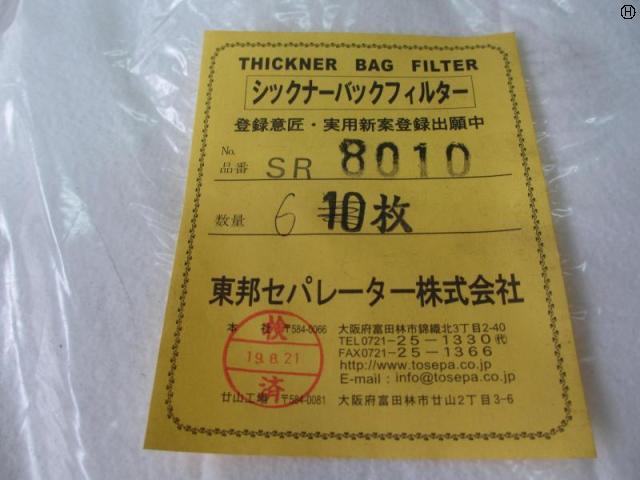 THICKNER BAG FILTER
シックナーバックフィルター
登録意匠・実用新案登録出願中
No.
品番 SR 8010
数量 6 10枚
東邦セパレーター株式会社
本社 〒584-0066 大阪府富田林市錦織北3丁目2-40
TEL0721-25-1330㈹
FAX0721-25-1366
http://www.tosepa.co.jp
E-mail : info@tosepa.co.jp
廿山工場 〒584-0081 大阪府富田林市廿山2丁目3-6
検
19.8.21
済
H